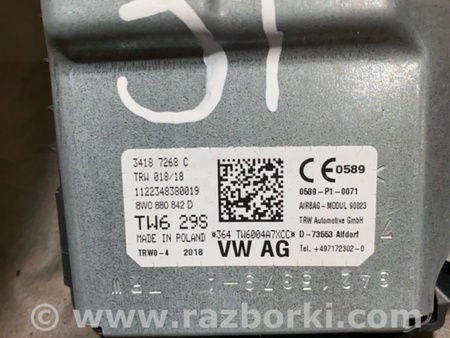 51
3418 7268 C
TRW 018/18
1122348380019
8W0 880 842 D
TW6 29S
MADE IN POLAND
TRW0-4 2018
*364 TW6004A7XCC*
VW AG
CE 0589
0589-P1-0071
AIRBAG-MODUL 90023
TRW Automotive GmbH
D-73553 Alfdorf
Tel. +497172302-0
www.razborki.com